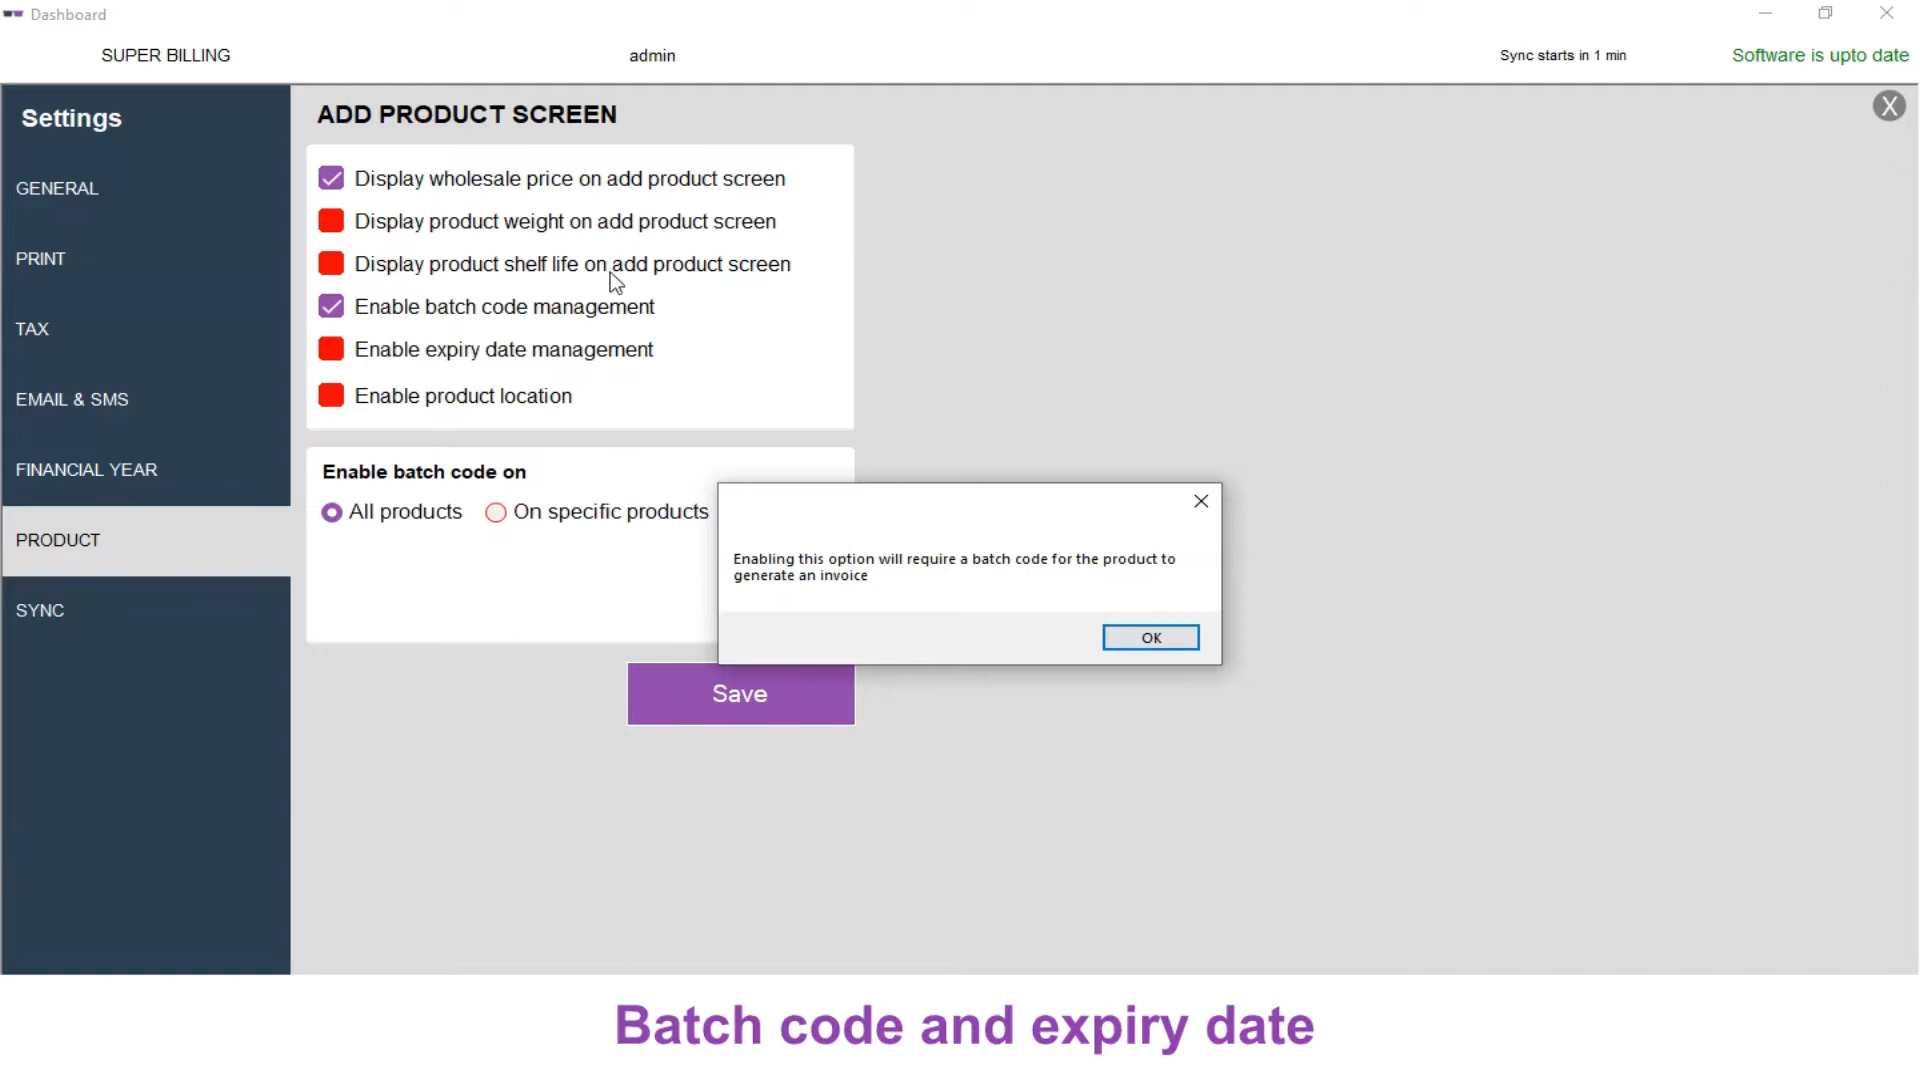 Dashboard
SUPER BILLING
admin
Sync starts in 1 min
Software is upto date
Settings
GENERAL
PRINT
TAX
EMAIL & SMS
FINANCIAL YEAR
PRODUCT
SYNC
ADD PRODUCT SCREEN
X
Display wholesale price on add product screen
Display product weight on add product screen
Display product shelf life on add product screen
Enable batch code management
Enable expiry date management
Enable product location
Enable batch code on
All products
On specific products
Enabling this option will require a batch code for the product to
generate an invoice
OK
Save
Batch code and expiry date